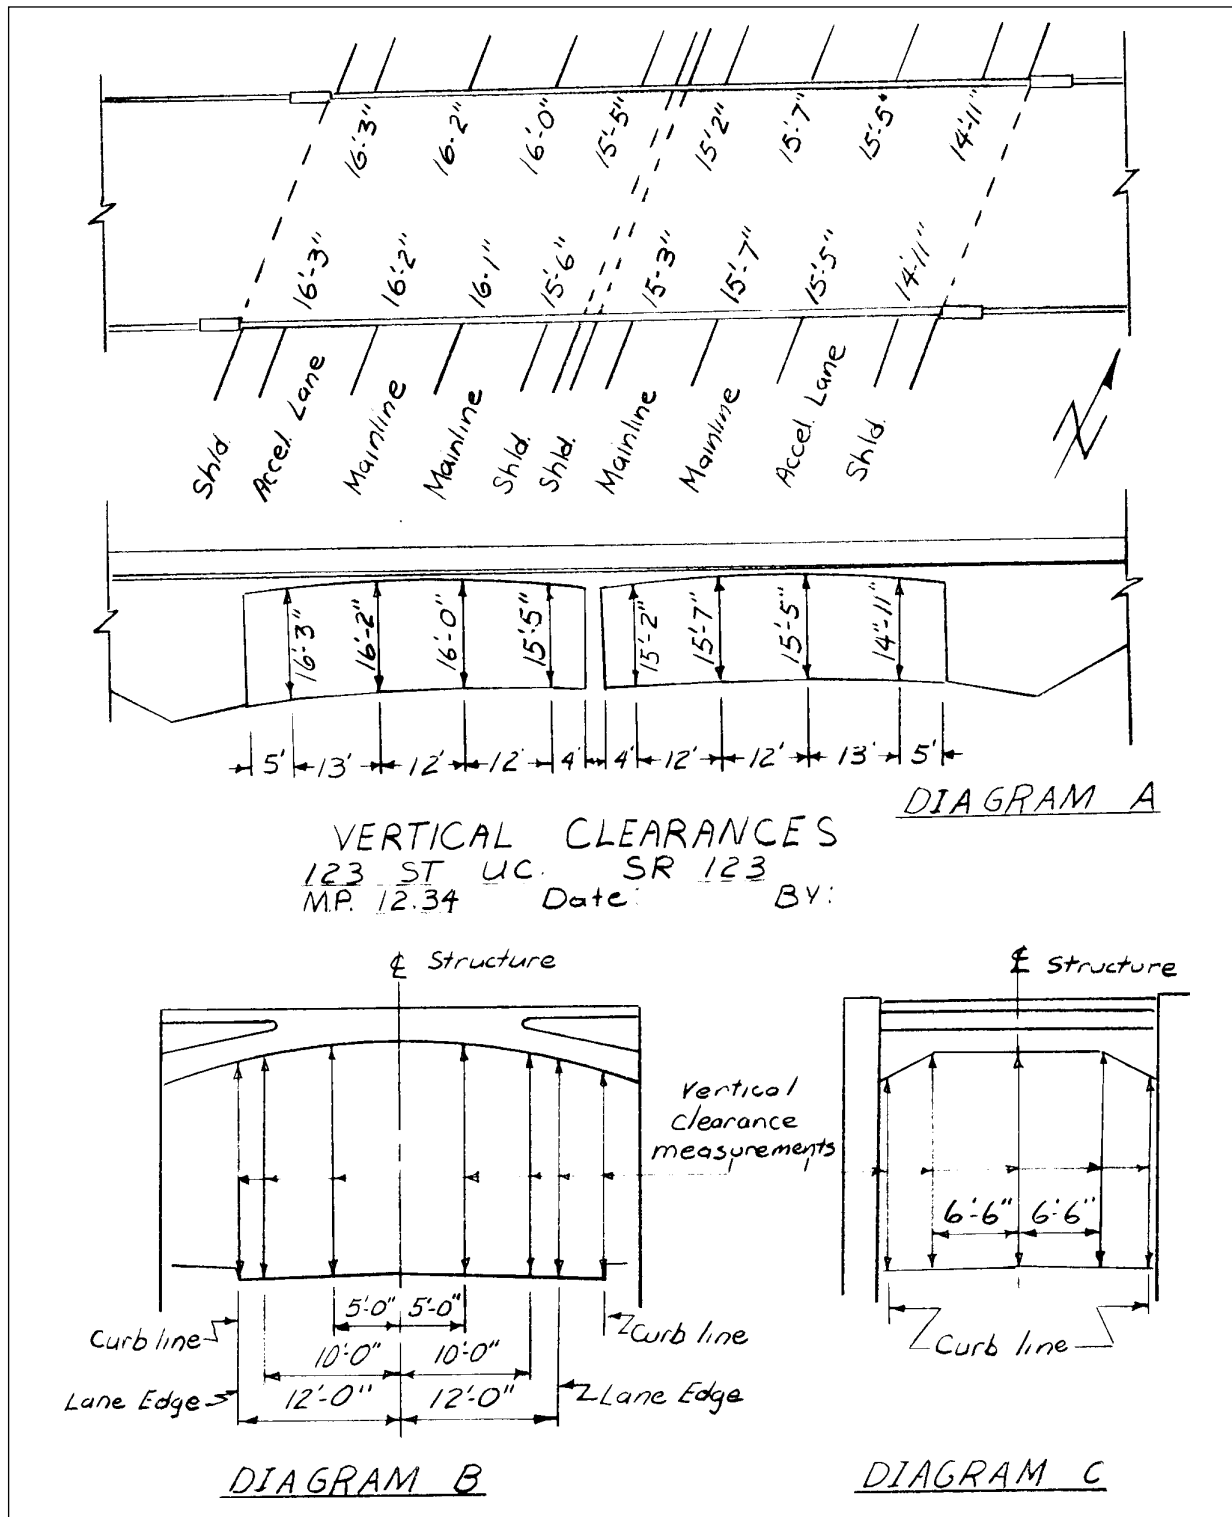 16'-3" 16'-2" 16'-0" 15'-5" 15'2" 15'-7" 15'-5" 14'-11"
16'-3" 16'-2" 16'-1" 15'-6" 15'-3" 15'-7" 15'-5" 14'-11"
Shld. Accel. Lane Mainline Mainline Shld. Shld. Mainline Mainline Accel. Lane Shld.
N
16'-3" 16'-2" 16'-0" 15'-5" 15'-2" 15'-7" 15'-5" 14'-11"
5' 13' 12' 12' 4' 4' 12' 12' 13' 5'
DIAGRAM A
VERTICAL CLEARANCES
123 ST UC. SR 123
M.P. 12.34 Date: BY:
℄ Structure
℄ Structure
Vertical
clearance
measurements
6'-6" 6'-6"
5'-0" 5'-0"
Curb line
Curb line
Curb line
10'-0" 10'-0"
Lane Edge 12'-0" 12'-0" Lane Edge
DIAGRAM B
DIAGRAM C